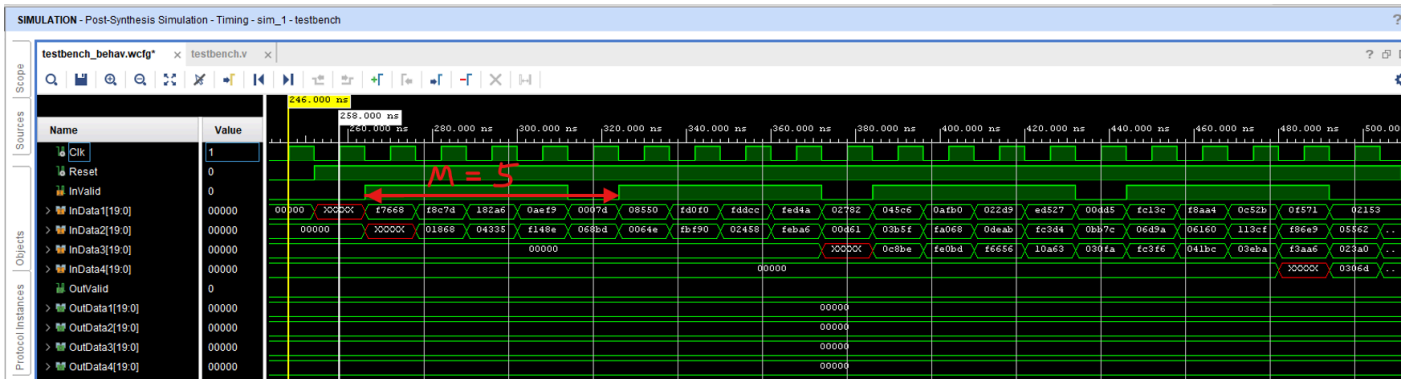 SIMULATION - Post-Synthesis Simulation - Timing - sim_1 - testbench ?
testbench_behav.wcfg* × testbench.v × ?
Scope
Sources
Objects
Protocol Instances
246.000 ns
258.000 ns
260.000 ns 280.000 ns 300.000 ns 320.000 ns 340.000 ns 360.000 ns 380.000 ns 400.000 ns 420.000 ns 440.000 ns 460.000 ns 480.000 ns 500.00
Name Value
Clk 1
Reset 0
InValid 0
M = 5
InData1[19:0] 00000 00000 XXXXX f7668 f8c7d 182a6 0aef9 0007d 08550 fd0f0 fddcc fed4a 02782 045c6 0afb0 022d9 ed527 00dd5 fc13c f8aa4 0c52b 0f571 02153
InData2[19:0] 00000 00000 XXXXX 01868 04335 f148e 068bd 0064e fbf90 02458 feba6 00d61 03b5f fa068 0deab fc3d4 0bb7c 06d9a 06160 113cf f86e9 05562 ..
InData3[19:0] 00000 00000 XXXXX 0c8be fe0bd f6656 10a63 030fa fc3f6 041bc 03eba f3aa6 023a0 ..
InData4[19:0] 00000 00000 XXXXX 0306d ..
OutValid 0
OutData1[19:0] 00000 00000
OutData2[19:0] 00000 00000
OutData3[19:0] 00000 00000
OutData4[19:0] 00000 00000